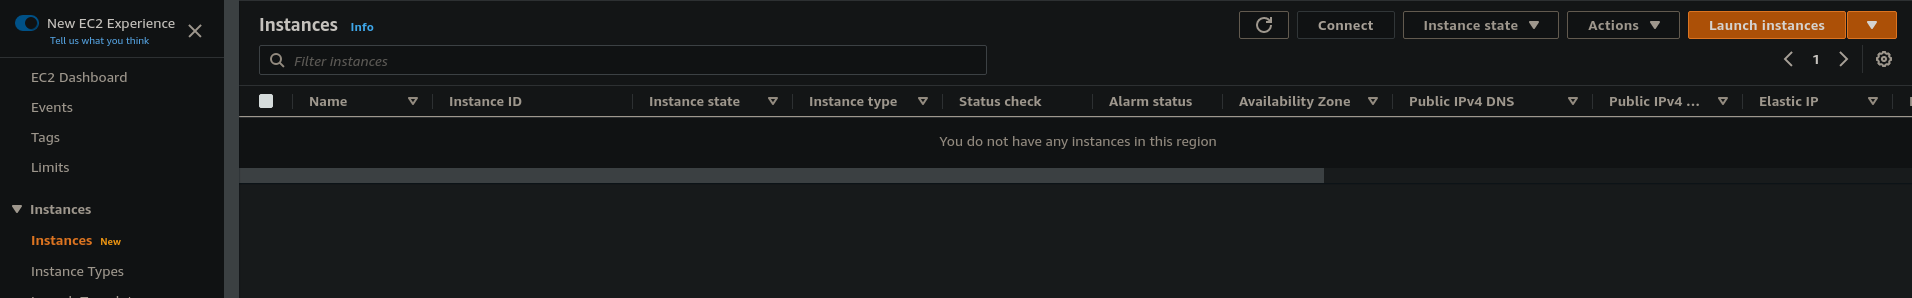 New EC2 Experience
Tell us what you think
EC2 Dashboard
Events
Tags
Limits
Instances
Instances New
Instance Types
Instances Info
Connect
Instance state
Actions
Launch instances
Filter instances
1
Name
Instance ID
Instance state
Instance type
Status check
Alarm status
Availability Zone
Public IPv4 DNS
Public IPv4 ...
Elastic IP
You do not have any instances in this region